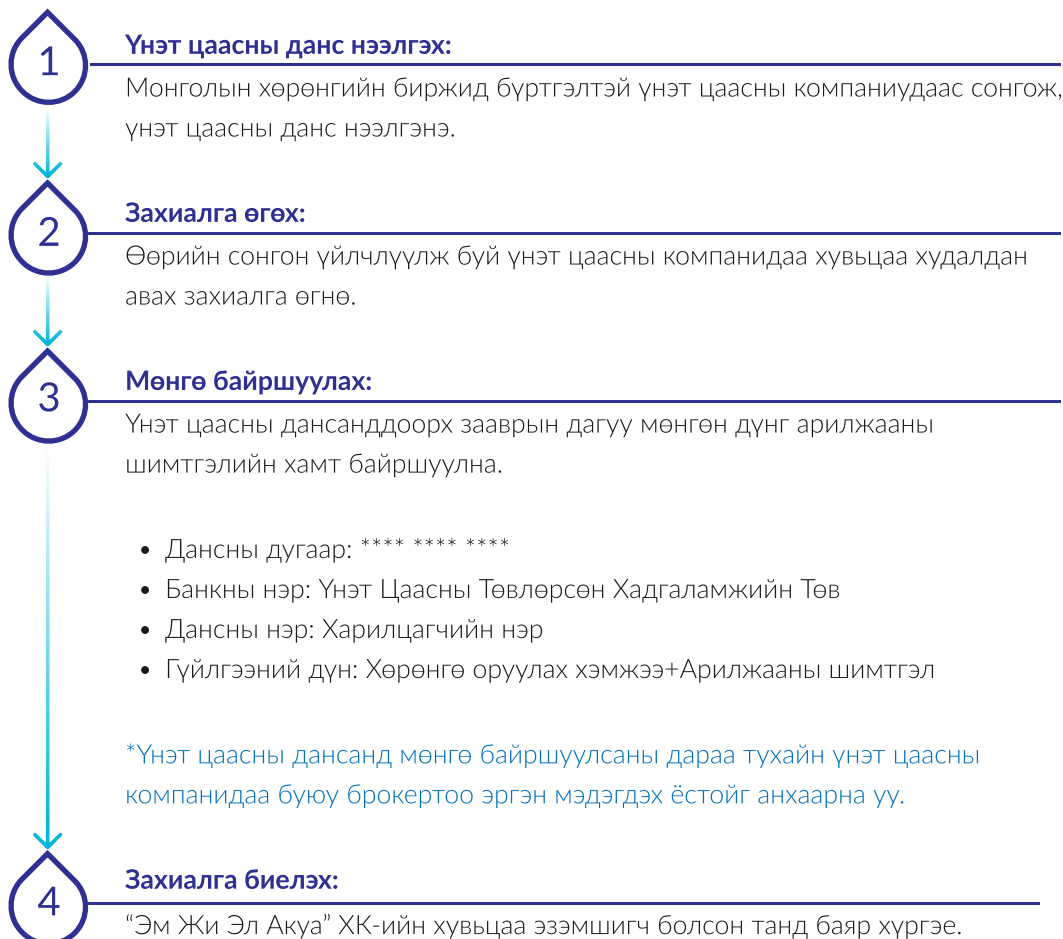 1
Үнэт цаасны данс нээлгэх:
Монголын хөрөнгийн биржид бүртгэлтэй үнэт цаасны компаниудаас сонгож,
үнэт цаасны данс нээлгэнэ.
2
Захиалга өгөх:
Өөрийн сонгон үйлчлүүлж буй үнэт цаасны компанидаа хувьцаа худалдан
авах захиалга өгнө.
3
Мөнгө байршуулах:
Үнэт цаасны дансанддоорх зааврын дагуу мөнгөн дүнг арилжааны
шимтгэлийн хамт байршуулна.
• Дансны дугаар: **** **** ****
• Банкны нэр: Үнэт Цаасны Төвлөрсөн Хадгаламжийн Төв
• Дансны нэр: Харилцагчийн нэр
• Гүйлгээний дүн: Хөрөнгө оруулах хэмжээ+Арилжааны шимтгэл
*Үнэт цаасны дансанд мөнгө байршуулсаны дараа тухайн үнэт цаасны
компанидаа буюу брокертоо эргэн мэдэгдэх ёстойг анхаарна уу.
4
Захиалга биелэх:
“Эм Жи Эл Акуа” ХК-ийн хувьцаа эзэмшигч болсон танд баяр хүргэе.